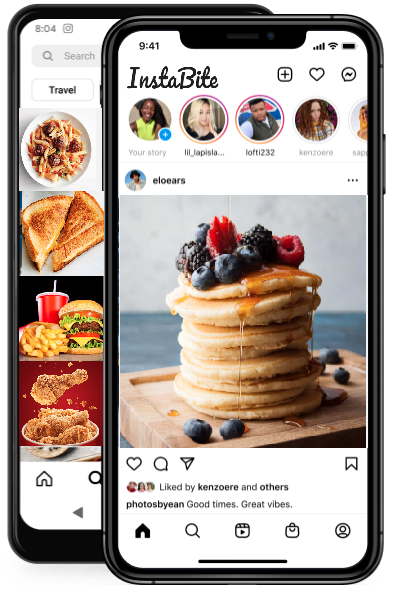 8:04
Search
Travel
9:41
InstaBite
Your story
lil_lapisla...
lofti232
kenzoere
sapp
eloears
Liked by kenzoere and others
photosbyean Good times. Great vibes.